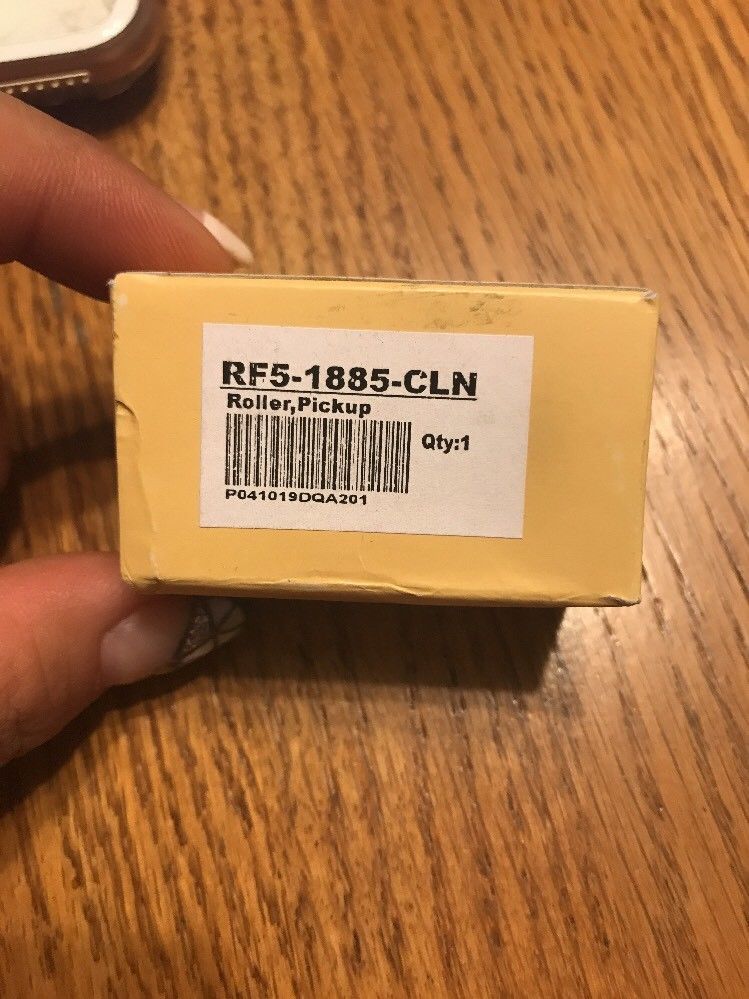 RF5-1885-CLN
Roller,Pickup
Qty:1
P041019DQA201